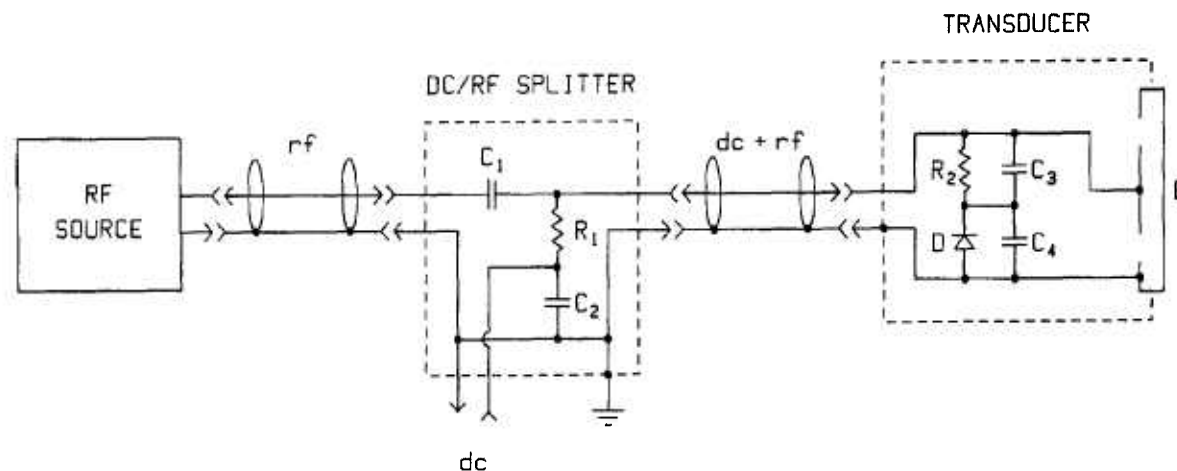 TRANSDUCER
DC/RF SPLITTER
rf
dc + rf
C1
R2
C3
RF
SOURCE
R1
D
C4
C2
dc